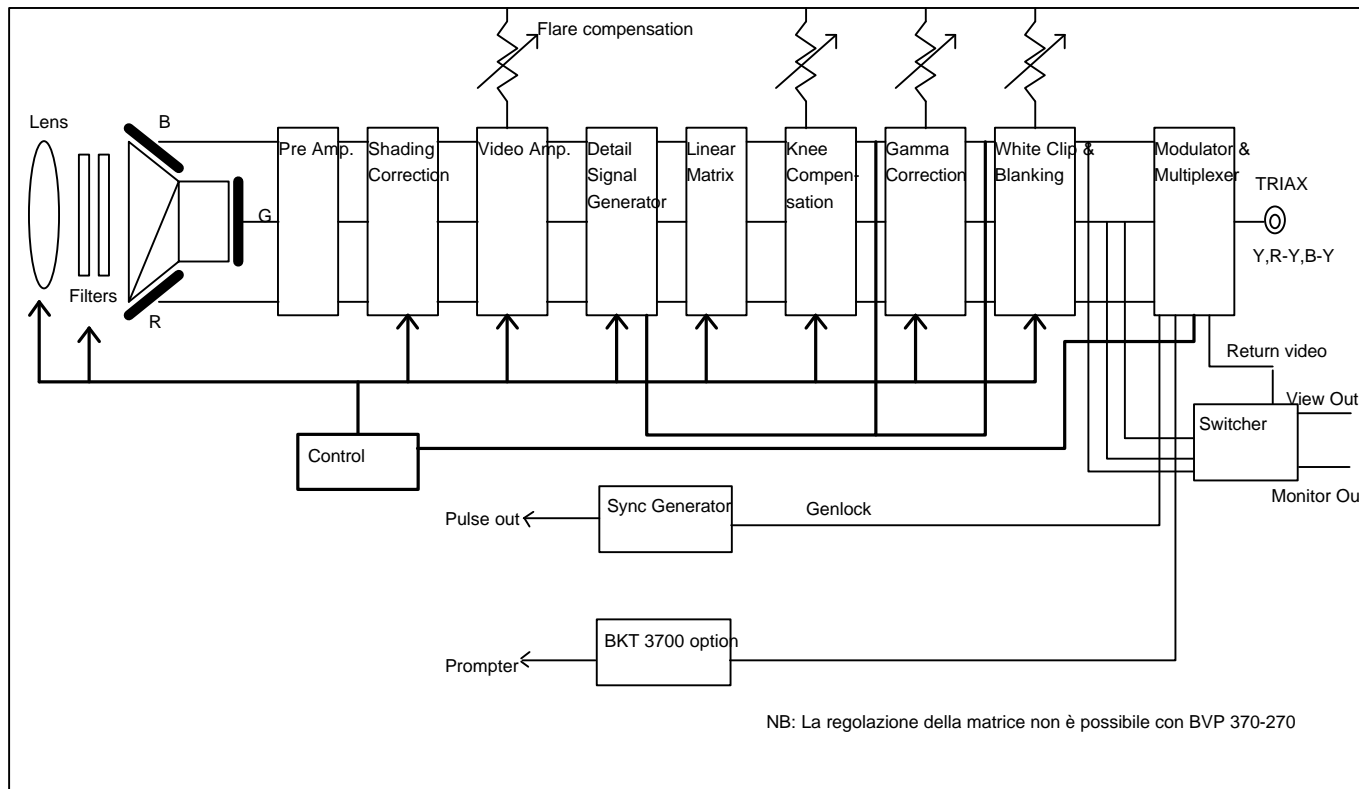 Flare compensation
Lens
B
Pre Amp.
Shading
Correction
Video Amp.
Detail
Signal
Generator
Linear
Matrix
Knee
Compen-
sation
Gamma
Correction
White Clip &
Blanking
Modulator &
Multiplexer
TRIAX
G
Y,R-Y,B-Y
Filters
R
Return video
View Out
Switcher
Control
Monitor Ou
Sync Generator
Genlock
Pulse out
BKT 3700 option
Prompter
NB: La regolazione della matrice non è possibile con BVP 370-270